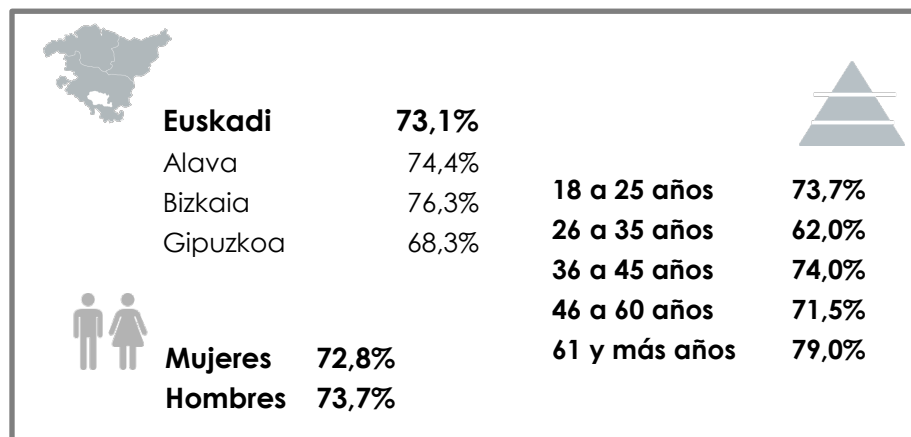 Euskadi 73,1%
Alava 74,4%
Bizkaia 76,3%
Gipuzkoa 68,3%
Mujeres 72,8%
Hombres 73,7%
18 a 25 años 73,7%
26 a 35 años 62,0%
36 a 45 años 74,0%
46 a 60 años 71,5%
61 y más años 79,0%